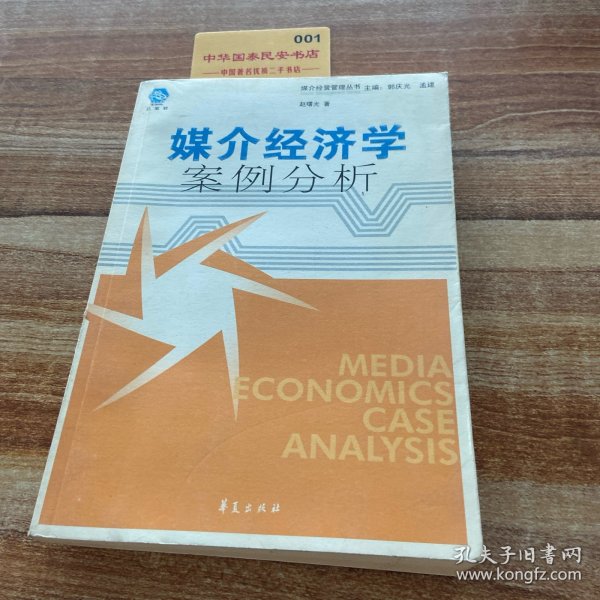 001
中华国泰民安书店
—中国著名优质二手书店—
媒介经营管理丛书 主编：郭庆光 孟建
赵曙光 著
媒介经济学
案例分析
MEDIA
ECONOMICS
CASE
ANALYSIS
华夏出版社
孔夫子旧书网
www.kongfz.com